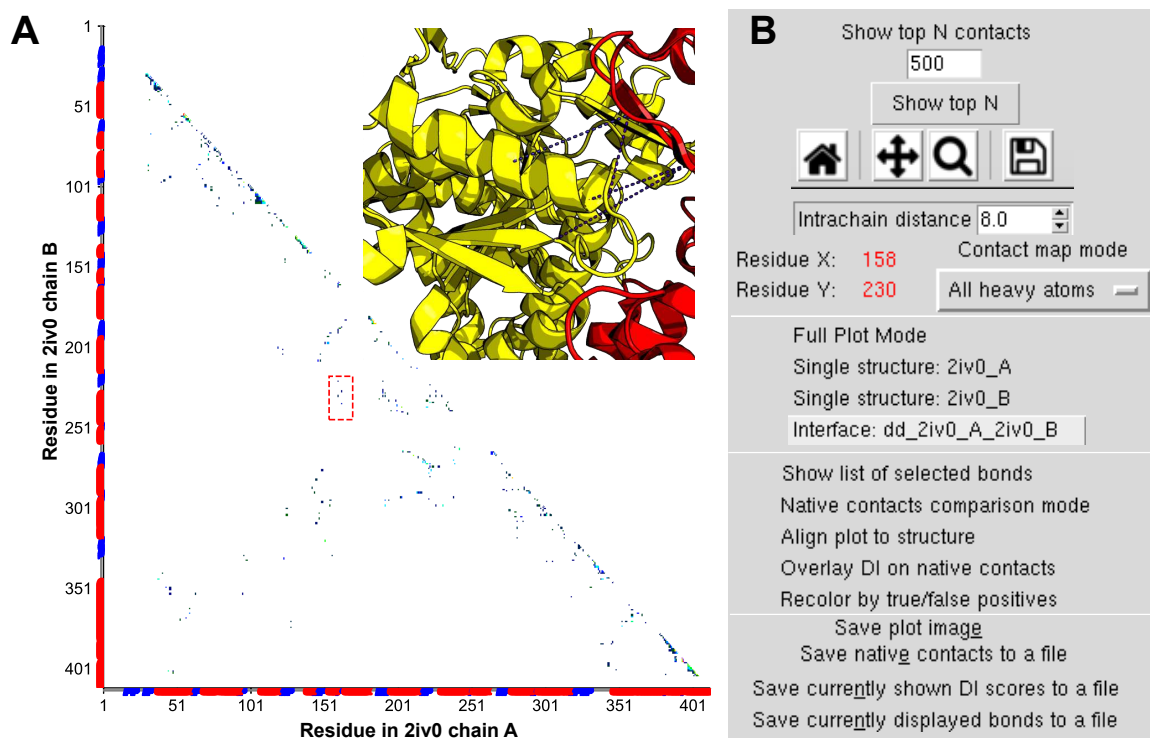 A
1
51
101
151
201
251
301
351
401
Residue in 2iv0 chain B
1 51 101 151 201 251 301 351 401
Residue in 2iv0 chain A
B
Show top N contacts
500
Show top N
Intrachain distance 8.0
Residue X: 158
Residue Y: 230
Contact map mode
All heavy atoms
Full Plot Mode
Single structure: 2iv0_A
Single structure: 2iv0_B
Interface: dd_2iv0_A_2iv0_B
Show list of selected bonds
Native contacts comparison mode
Align plot to structure
Overlay DI on native contacts
Recolor by true/false positives
Save plot image
Save native contacts to a file
Save currently shown DI scores to a file
Save currently displayed bonds to a file